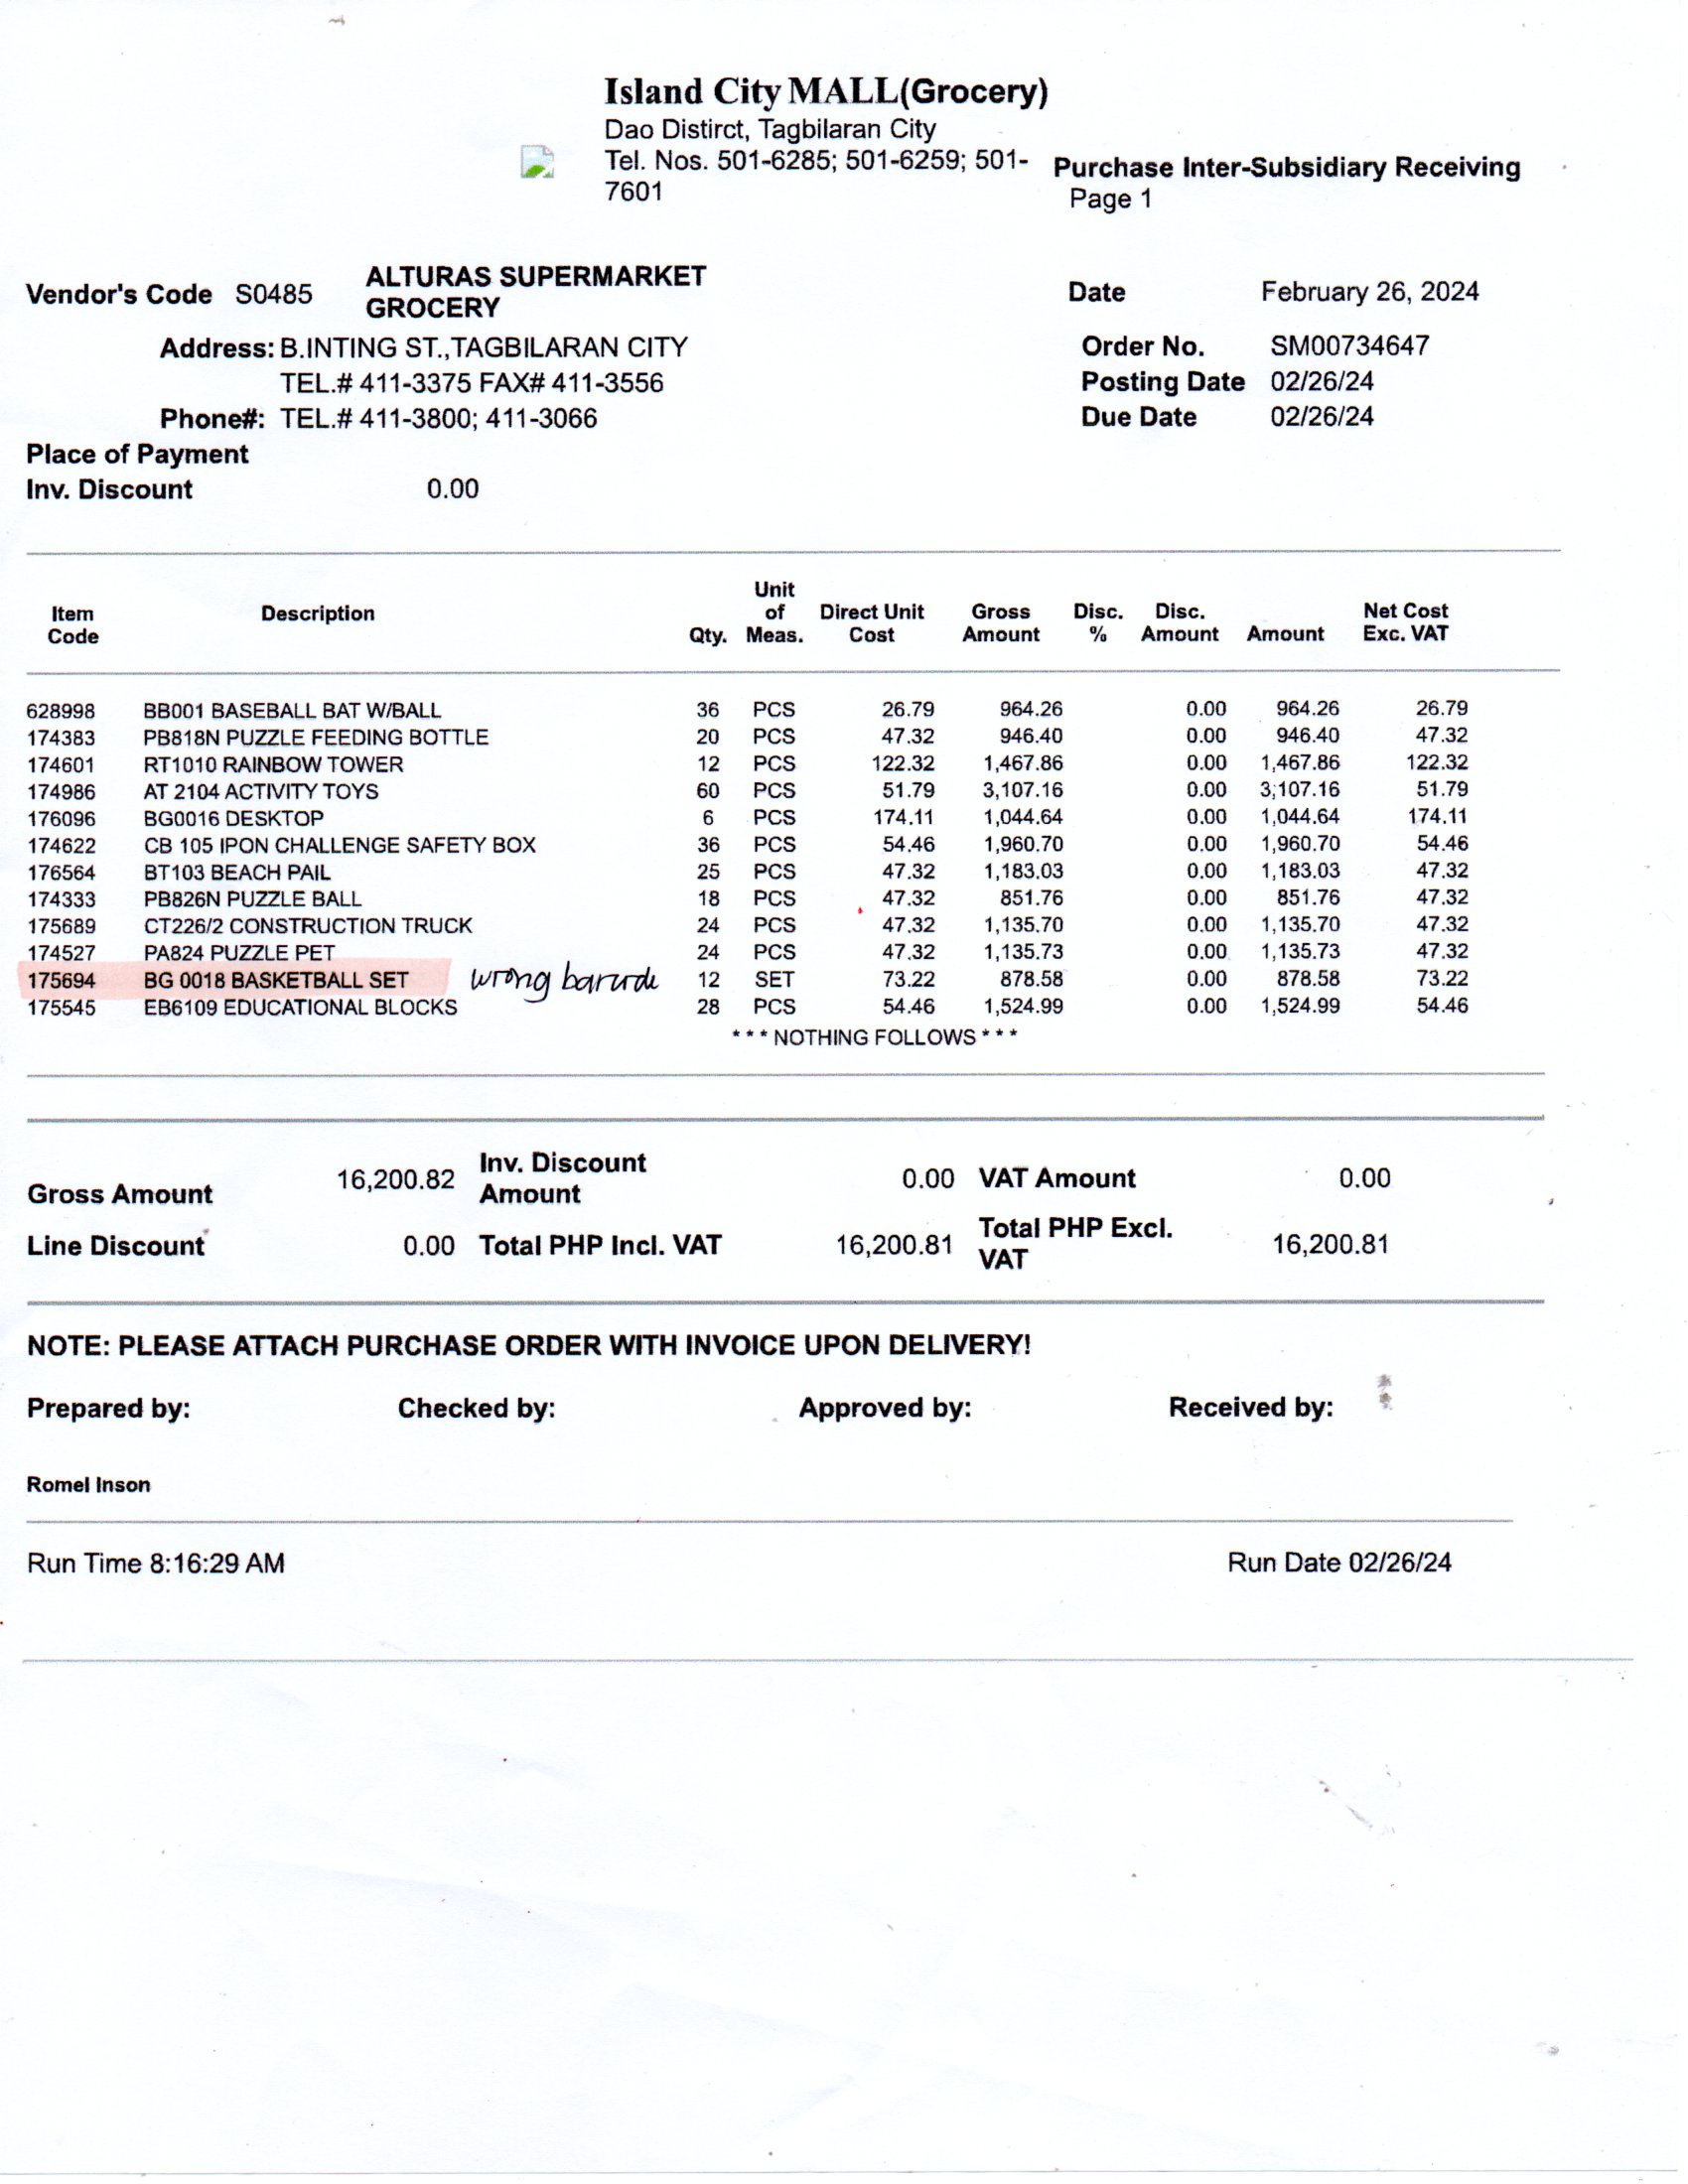 Island City MALL(Grocery)
Dao Distirct, Tagbilaran City
Tel. Nos. 501-6285; 501-6259; 501-
7601
Purchase Inter-Subsidiary Receiving
Page 1
Vendor's Code S0485 ALTURAS SUPERMARKET
GROCERY
Address: B.INTING ST.,TAGBILARAN CITY
TEL.# 411-3375 FAX# 411-3556
Phone#: TEL.# 411-3800; 411-3066
Place of Payment
Inv. Discount 0.00
Date February 26, 2024
Order No. SM00734647
Posting Date 02/26/24
Due Date 02/26/24
Item Code Description Qty. Unit of Meas. Direct Unit Cost Gross Amount Disc. % Disc. Amount Amount Net Cost Exc. VAT
628998 BB001 BASEBALL BAT W/BALL 36 PCS 26.79 964.26 0.00 964.26 26.79
174383 PB818N PUZZLE FEEDING BOTTLE 20 PCS 47.32 946.40 0.00 946.40 47.32
174601 RT1010 RAINBOW TOWER 12 PCS 122.32 1,467.86 0.00 1,467.86 122.32
174986 AT 2104 ACTIVITY TOYS 60 PCS 51.79 3,107.16 0.00 3,107.16 51.79
176096 BG0016 DESKTOP 6 PCS 174.11 1,044.64 0.00 1,044.64 174.11
174622 CB 105 IPON CHALLENGE SAFETY BOX 36 PCS 54.46 1,960.70 0.00 1,960.70 54.46
176564 BT103 BEACH PAIL 25 PCS 47.32 1,183.03 0.00 1,183.03 47.32
174333 PB826N PUZZLE BALL 18 PCS 47.32 851.76 0.00 851.76 47.32
175689 CT226/2 CONSTRUCTION TRUCK 24 PCS 47.32 1,135.70 0.00 1,135.70 47.32
174527 PA824 PUZZLE PET 24 PCS 47.32 1,135.73 0.00 1,135.73 47.32
175694 BG 0018 BASKETBALL SET wrong barcode 12 SET 73.22 878.58 0.00 878.58 73.22
175545 EB6109 EDUCATIONAL BLOCKS 28 PCS 54.46 1,524.99 0.00 1,524.99 54.46
* * * NOTHING FOLLOWS * * *
Gross Amount 16,200.82 Inv. Discount Amount 0.00 VAT Amount 0.00
Line Discount 0.00 Total PHP Incl. VAT 16,200.81 Total PHP Excl. VAT 16,200.81
NOTE: PLEASE ATTACH PURCHASE ORDER WITH INVOICE UPON DELIVERY!
Prepared by: Checked by: Approved by: Received by:
Romel Inson
Run Time 8:16:29 AM Run Date 02/26/24